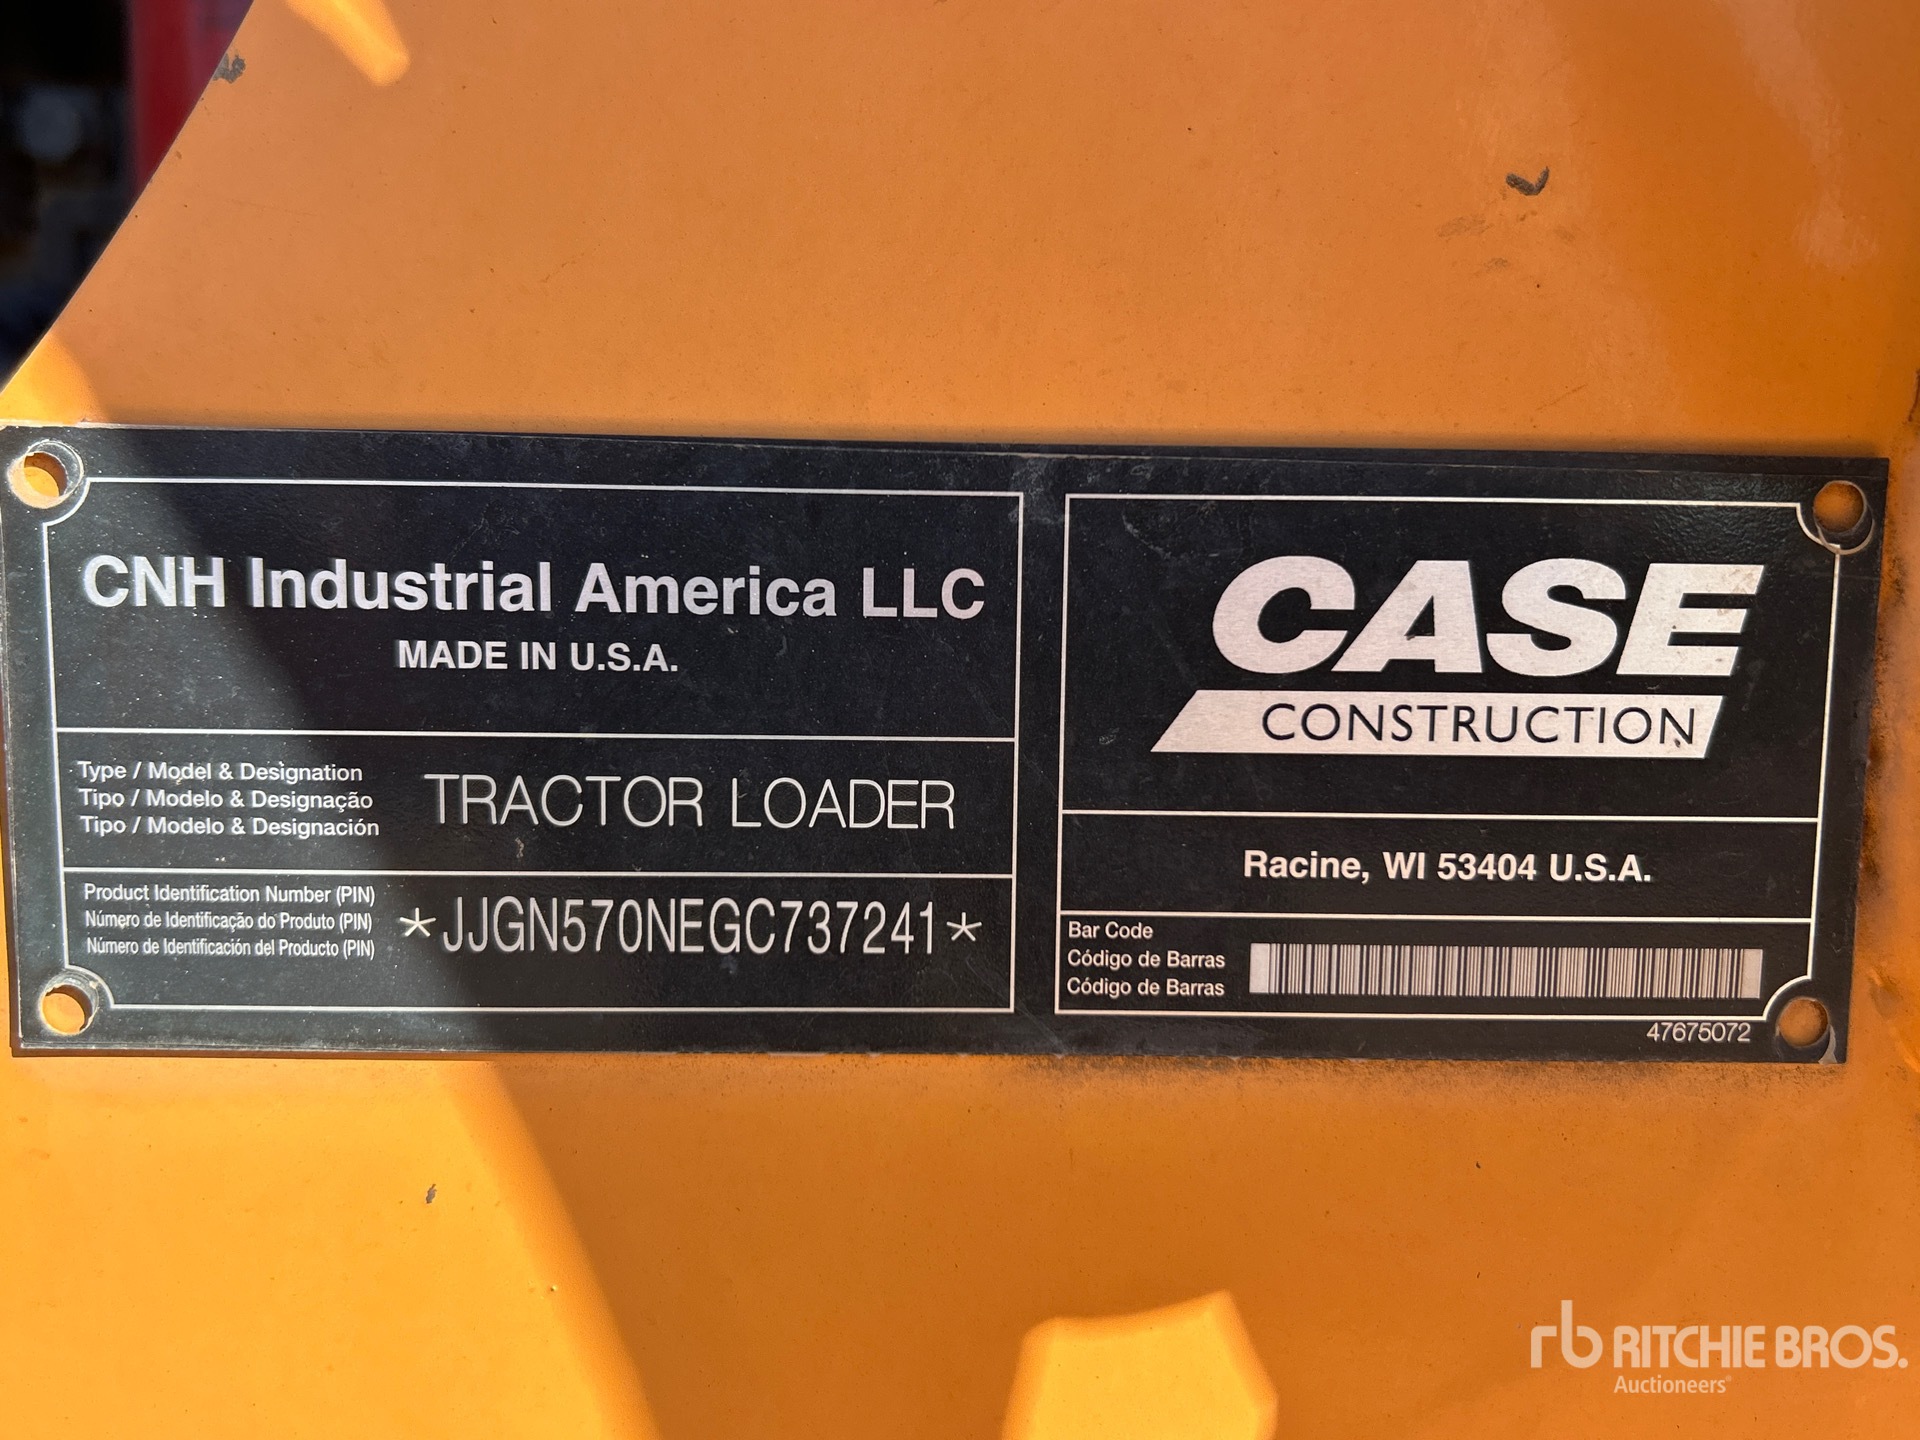 CNH Industrial America LLC
MADE IN U.S.A.
Type / Model & Designation
Tipo / Modelo & Designação
Tipo / Modelo & Designación
TRACTOR LOADER
Product Identification Number (PIN)
Número de Identificação do Produto (PIN)
Número de Identificación del Producto (PIN)
*JJGN570NEGC737241*
CASE
CONSTRUCTION
Racine, WI 53404 U.S.A.
Bar Code
Código de Barras
Código de Barras
47675072
rb RITCHIE BROS.
Auctioneers®